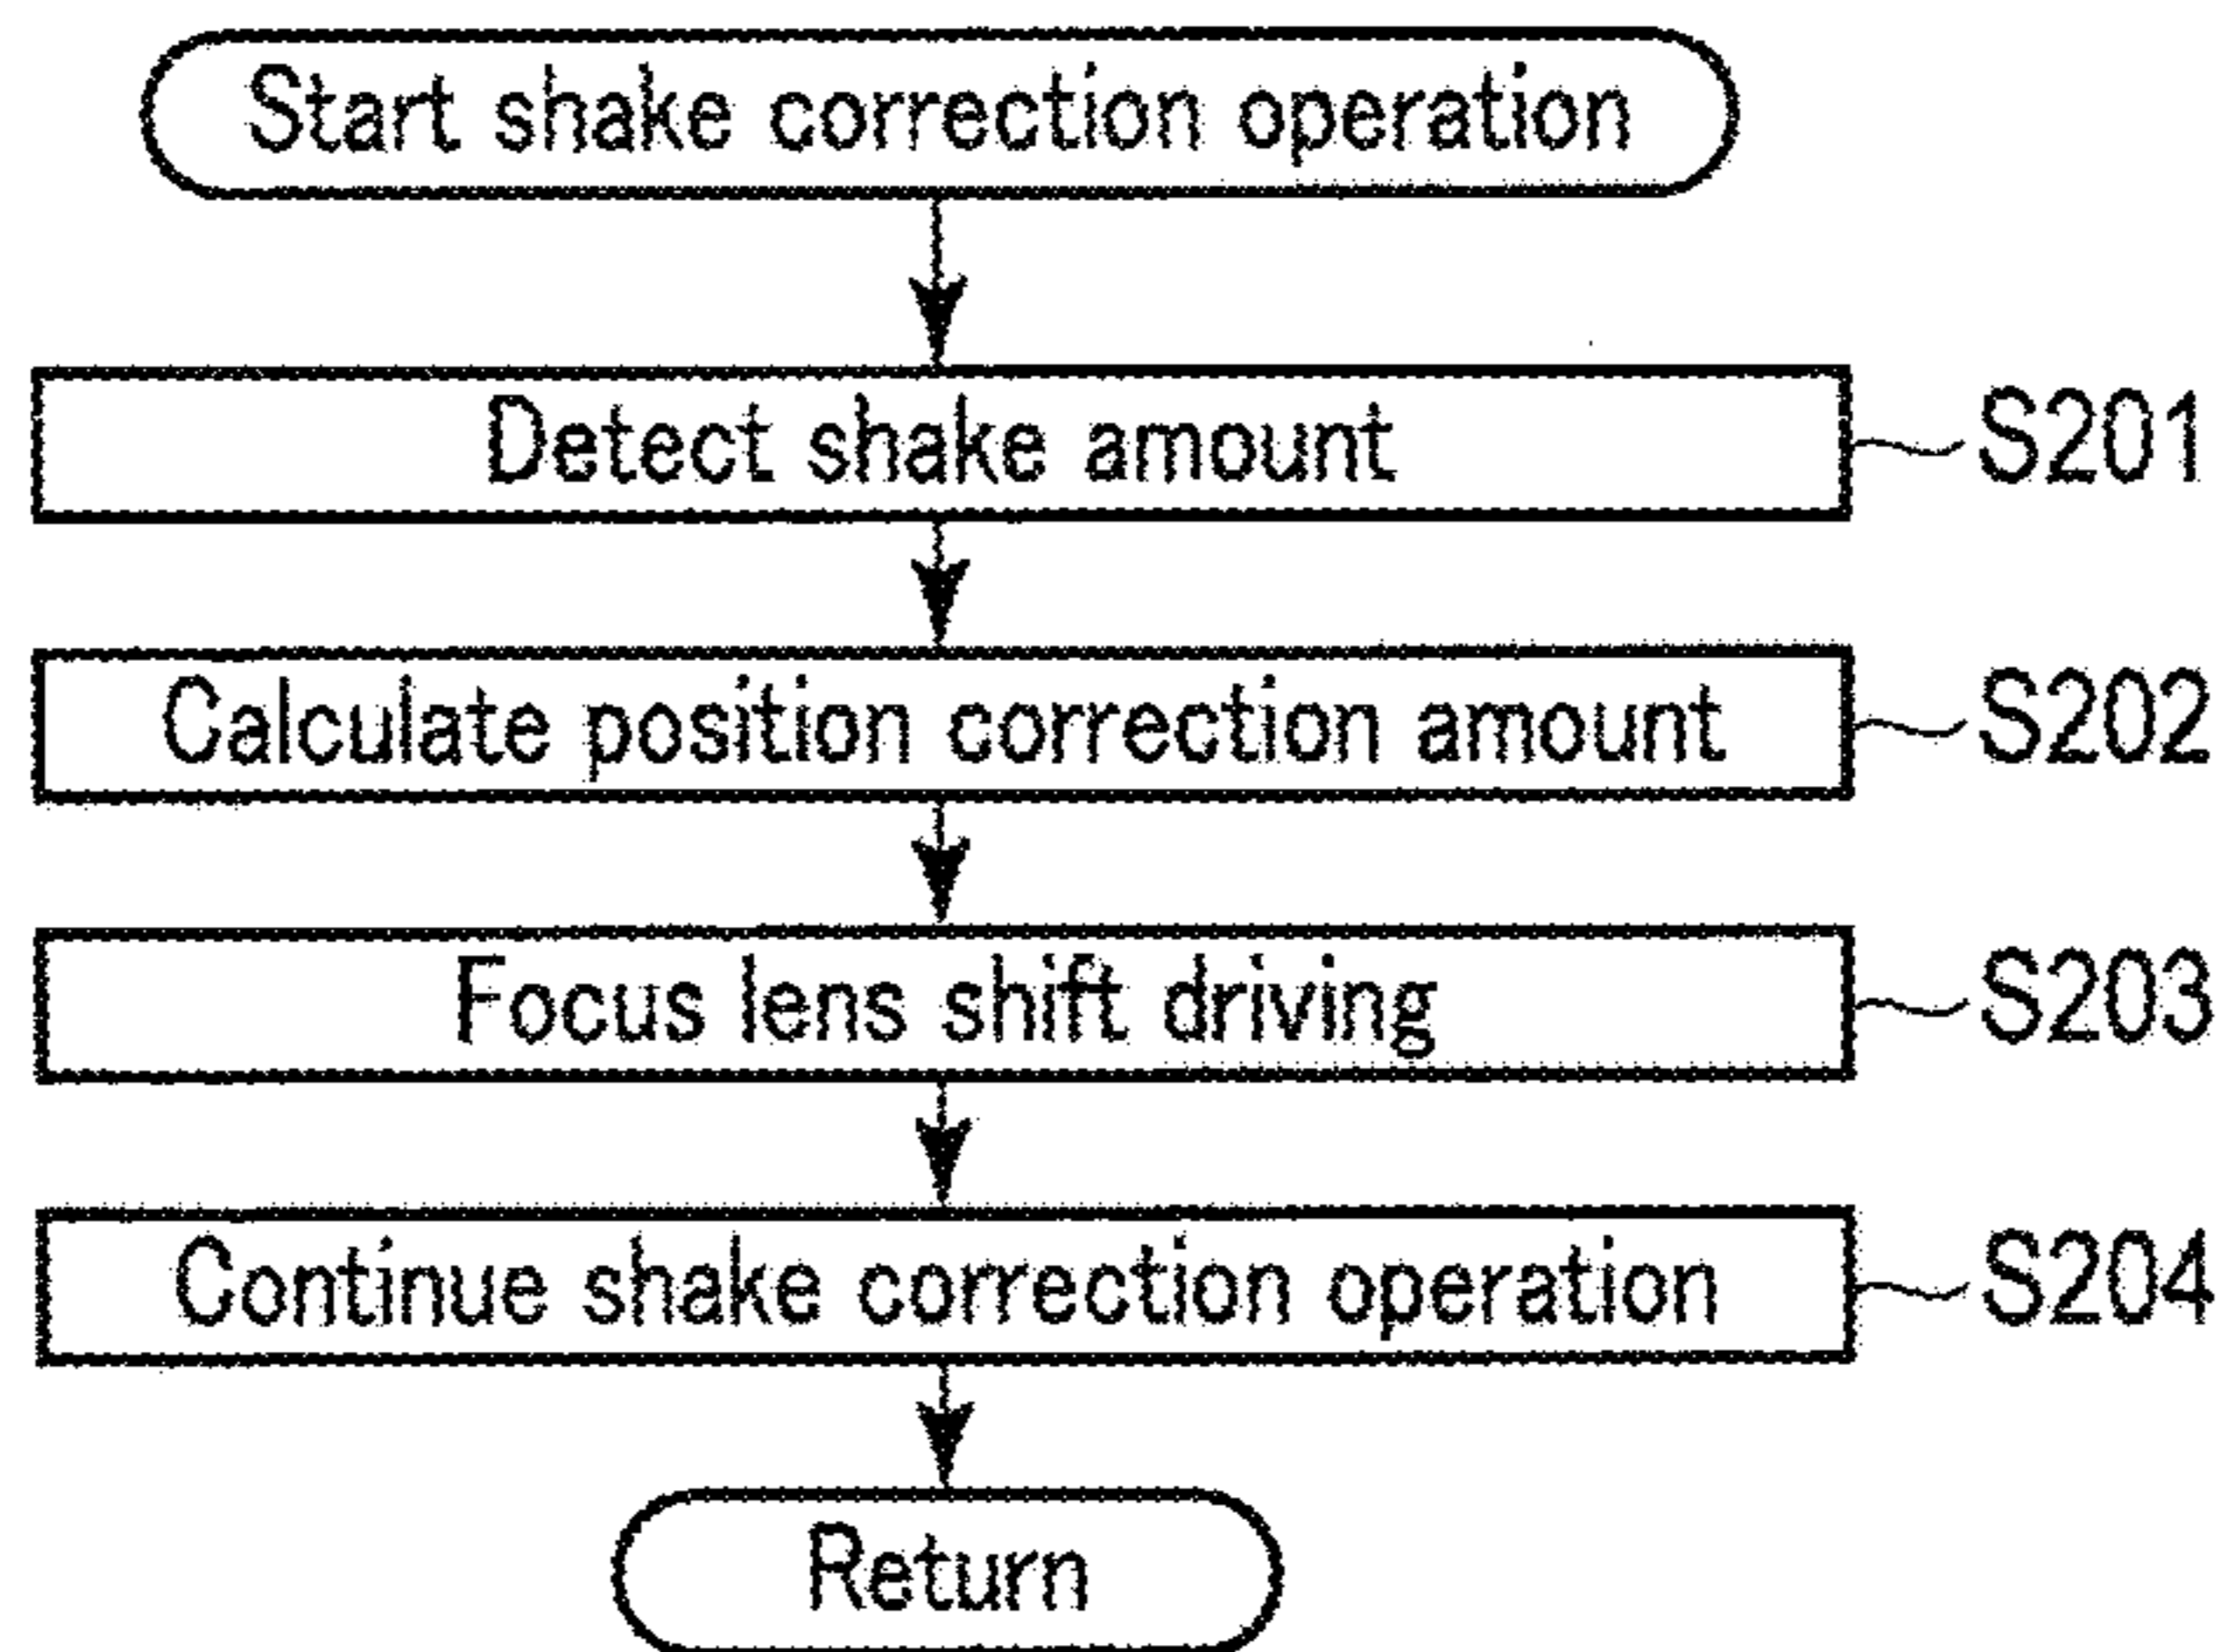 Start shake correction operation
Detect shake amount
S201
Calculate position correction amount
S202
Focus lens shift driving
S203
Continue shake correction operation
S204
Return